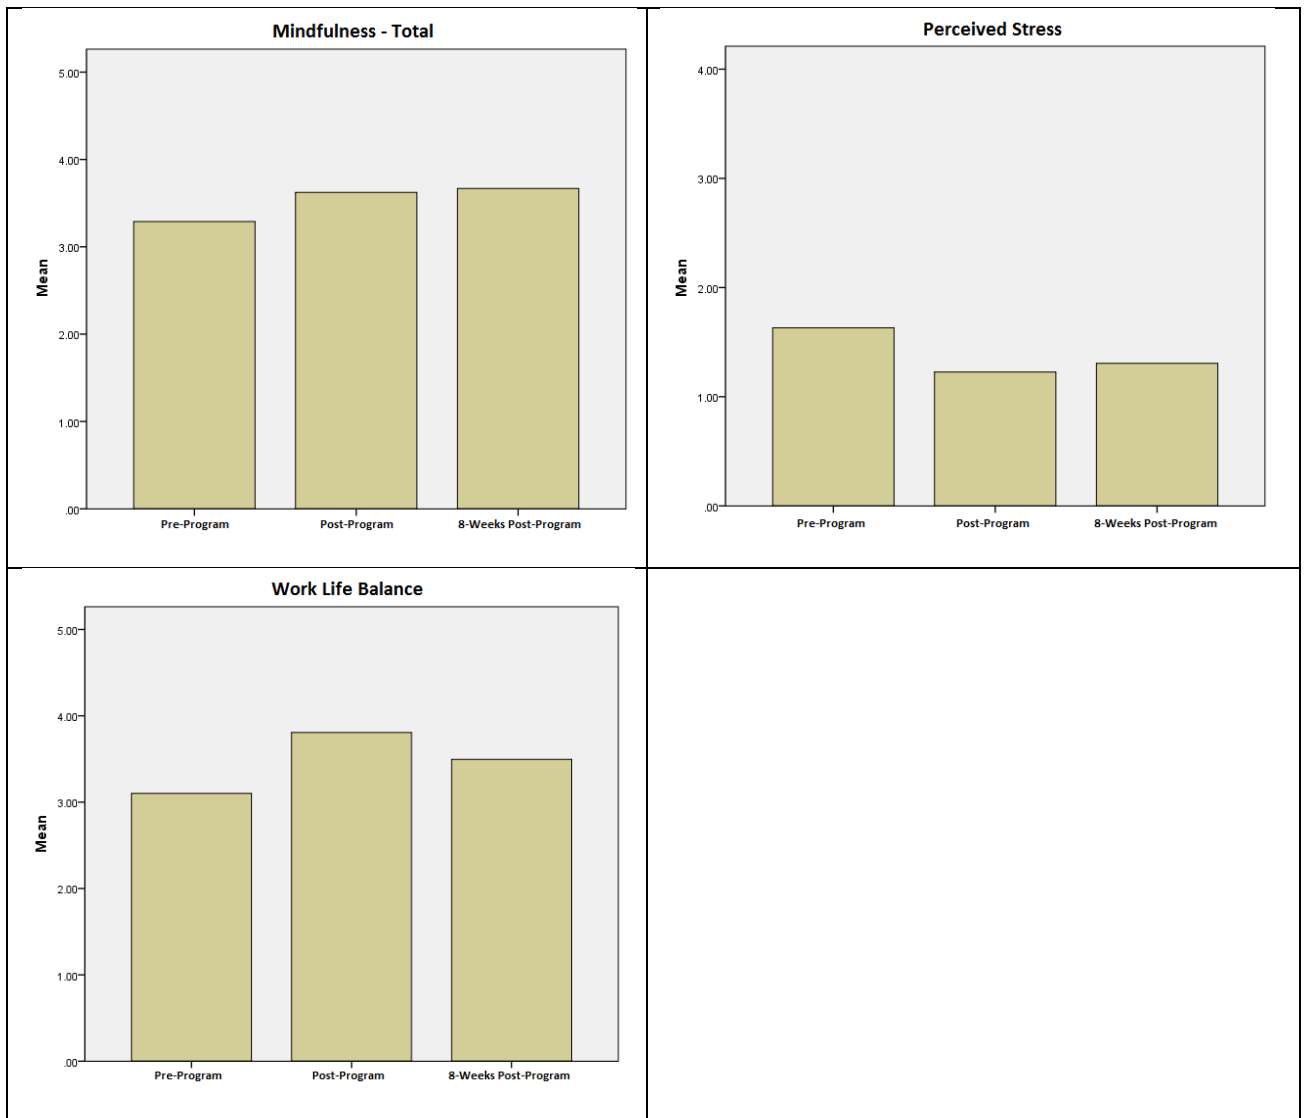 Mindfulness - Total
5.00
4.00
3.00
2.00
1.00
.00
Mean
Pre-Program Post-Program 8-Weeks Post-Program
Perceived Stress
4.00
3.00
2.00
1.00
.00
Mean
Pre-Program Post-Program 8-Weeks Post-Program
Work Life Balance
5.00
4.00
3.00
2.00
1.00
.00
Mean
Pre-Program Post-Program 8-Weeks Post-Program